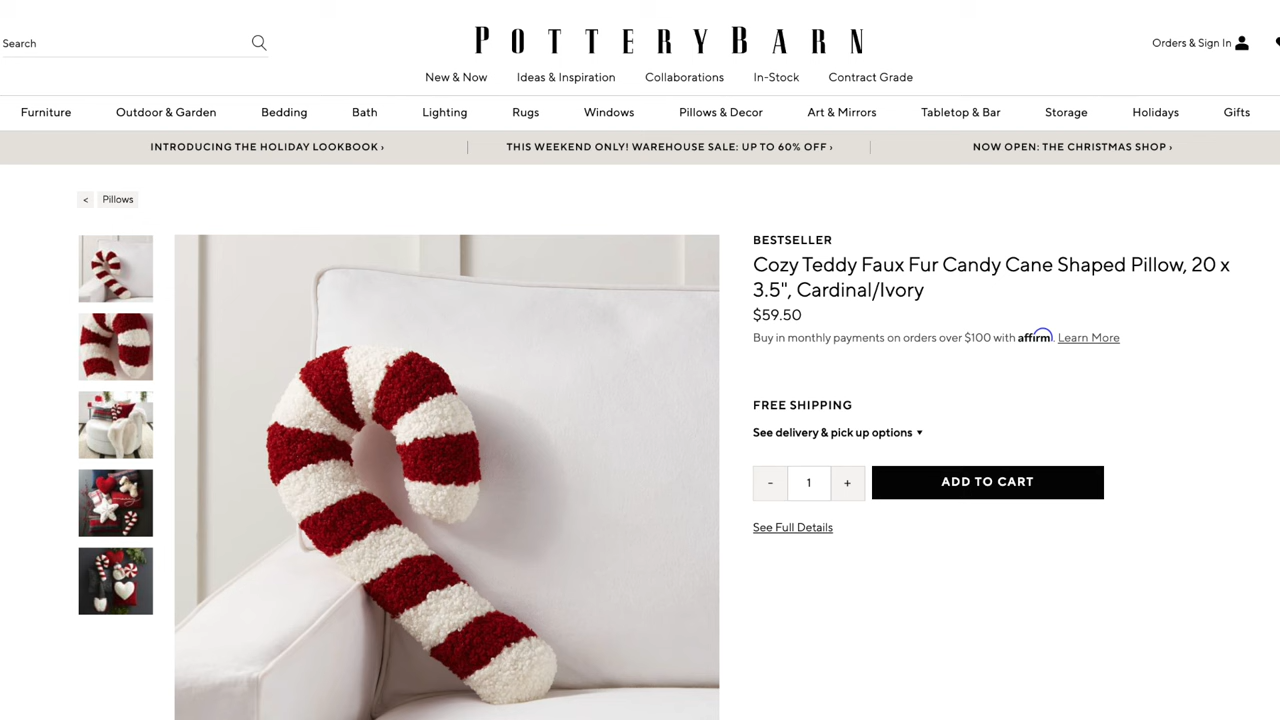 Search
POTTERYBARN
Orders & Sign In
New & Now
Ideas & Inspiration
Collaborations
In-Stock
Contract Grade
Furniture
Outdoor & Garden
Bedding
Bath
Lighting
Rugs
Windows
Pillows & Decor
Art & Mirrors
Tabletop & Bar
Storage
Holidays
Gifts
INTRODUCING THE HOLIDAY LOOKBOOK ›
THIS WEEKEND ONLY! WAREHOUSE SALE: UP TO 60% OFF ›
NOW OPEN: THE CHRISTMAS SHOP ›
< Pillows
BESTSELLER
Cozy Teddy Faux Fur Candy Cane Shaped Pillow, 20 x
3.5", Cardinal/Ivory
$59.50
Buy in monthly payments on orders over $100 with affirm. Learn More
FREE SHIPPING
See delivery & pick up options ▾
- 1 +
ADD TO CART
See Full Details